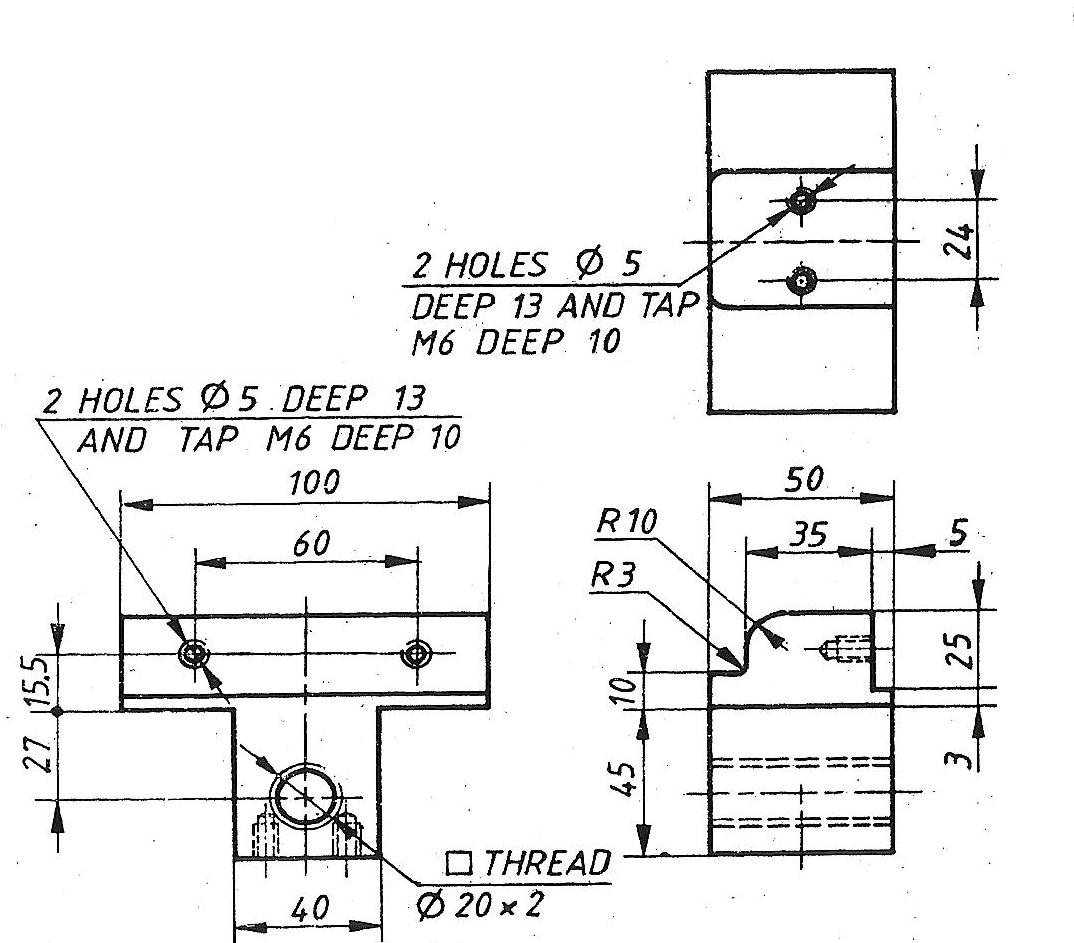 2 HOLES Ø 5
DEEP 13 AND TAP
M6 DEEP 10
24
2 HOLES Ø 5 DEEP 13
AND TAP M6 DEEP 10
100
60
15.5
27
40
□ THREAD
Ø 20 × 2
50
R10
35
5
R3
10
25
45
3